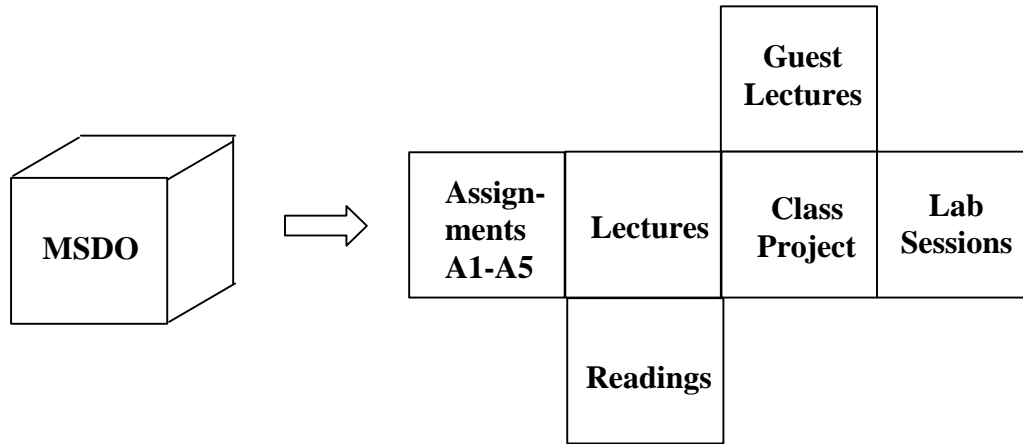 MSDO
Guest
Lectures
Assign-
ments
A1-A5
Lectures
Class
Project
Lab
Sessions
Readings